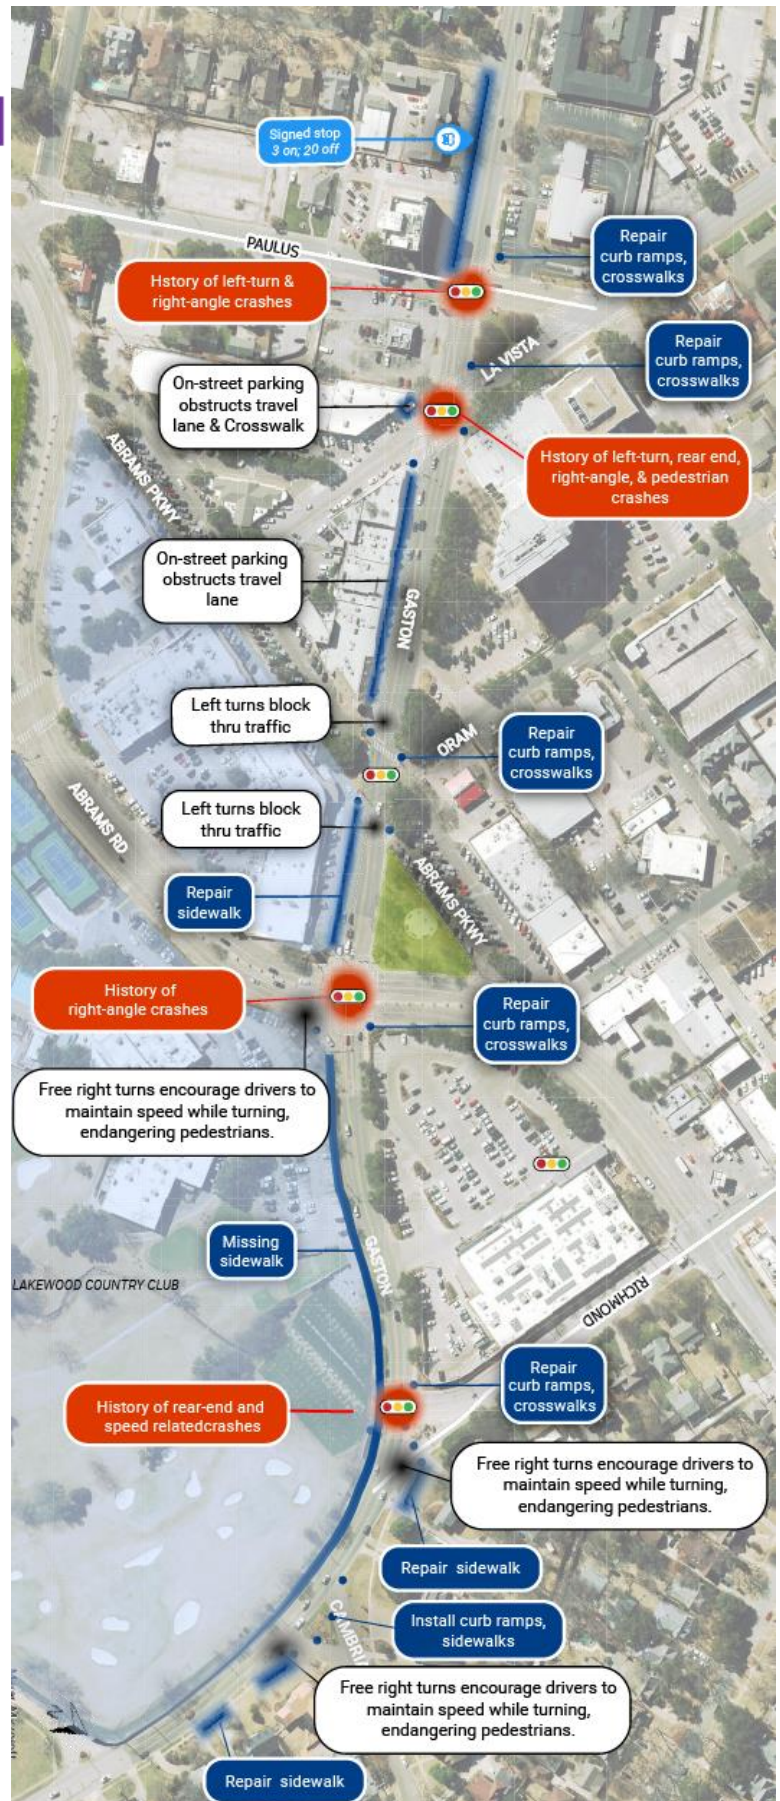 Signed stop
3 on; 20 off
PAULUS
Repair
curb ramps,
crosswalks
Hstory of left-turn &
right-angle crashes
LA VISTA
Repair
curb ramps,
crosswalks
On-street parking
obstructs travel
lane & Crosswalk
ABRAMS PKWY
Hstory of left-turn, rear end,
right-angle, & pedestrian
crashes
On-street parking
obstructs travel
lane
GASTON
Left turns block
thru traffic
ORAM
Repair
curb ramps,
crosswalks
ABRAMS RD
Left turns block
thru traffic
ABRAMS PKWY
Repair
sidewalk
History of
right-angle crashes
Repair
curb ramps,
crosswalks
Free right turns encourage drivers to
maintain speed while turning,
endangering pedestrians.
Missing
sidewalk
GASTON
LAKEWOOD COUNTRY CLUB
RICHMOND
Repair
curb ramps,
crosswalks
History of rear-end and
speed relatedcrashes
Free right turns encourage drivers to
maintain speed while turning,
endangering pedestrians.
Repair sidewalk
Install curb ramps,
sidewalks
Free right turns encourage drivers to
maintain speed while turning,
endangering pedestrians.
Repair sidewalk